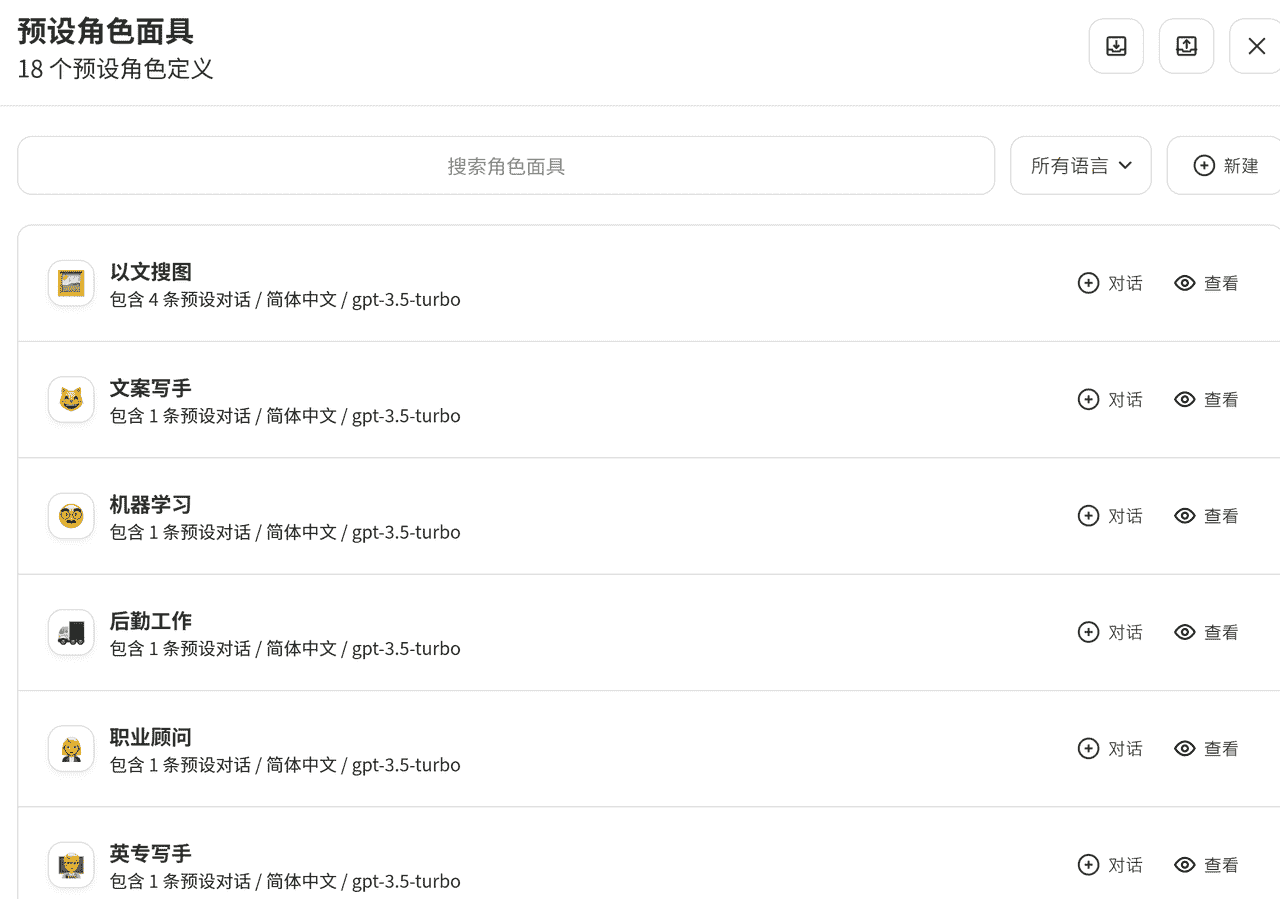 预设角色面具
18 个预设角色定义
搜索角色面具
所有语言
新建
以文搜图
包含 4 条预设对话 / 简体中文 / gpt-3.5-turbo
对话
查看
文案写手
包含 1 条预设对话 / 简体中文 / gpt-3.5-turbo
对话
查看
机器学习
包含 1 条预设对话 / 简体中文 / gpt-3.5-turbo
对话
查看
后勤工作
包含 1 条预设对话 / 简体中文 / gpt-3.5-turbo
对话
查看
职业顾问
包含 1 条预设对话 / 简体中文 / gpt-3.5-turbo
对话
查看
英专写手
包含 1 条预设对话 / 简体中文 / gpt-3.5-turbo
对话
查看